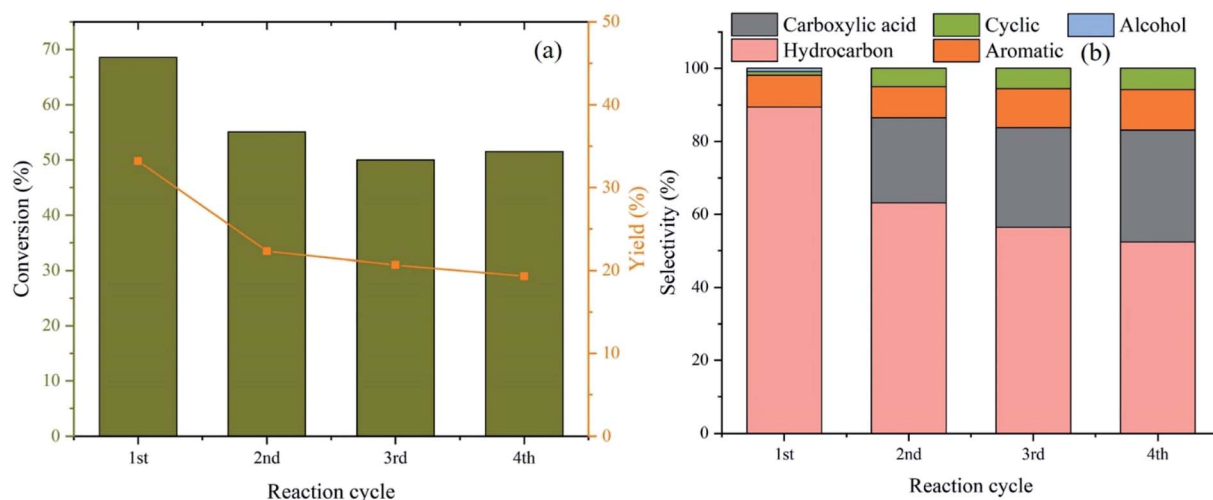 (a)
Conversion (%)
70
60
50
40
30
20
10
0
50
40
30
20
10
0
Yield (%)
1st 2nd 3rd 4th
Reaction cycle
Carboxylic acid Cyclic Alcohol
Hydrocarbon Aromatic (b)
Selectivity (%)
100
80
60
40
20
0
1st 2nd 3rd 4th
Reaction cycle